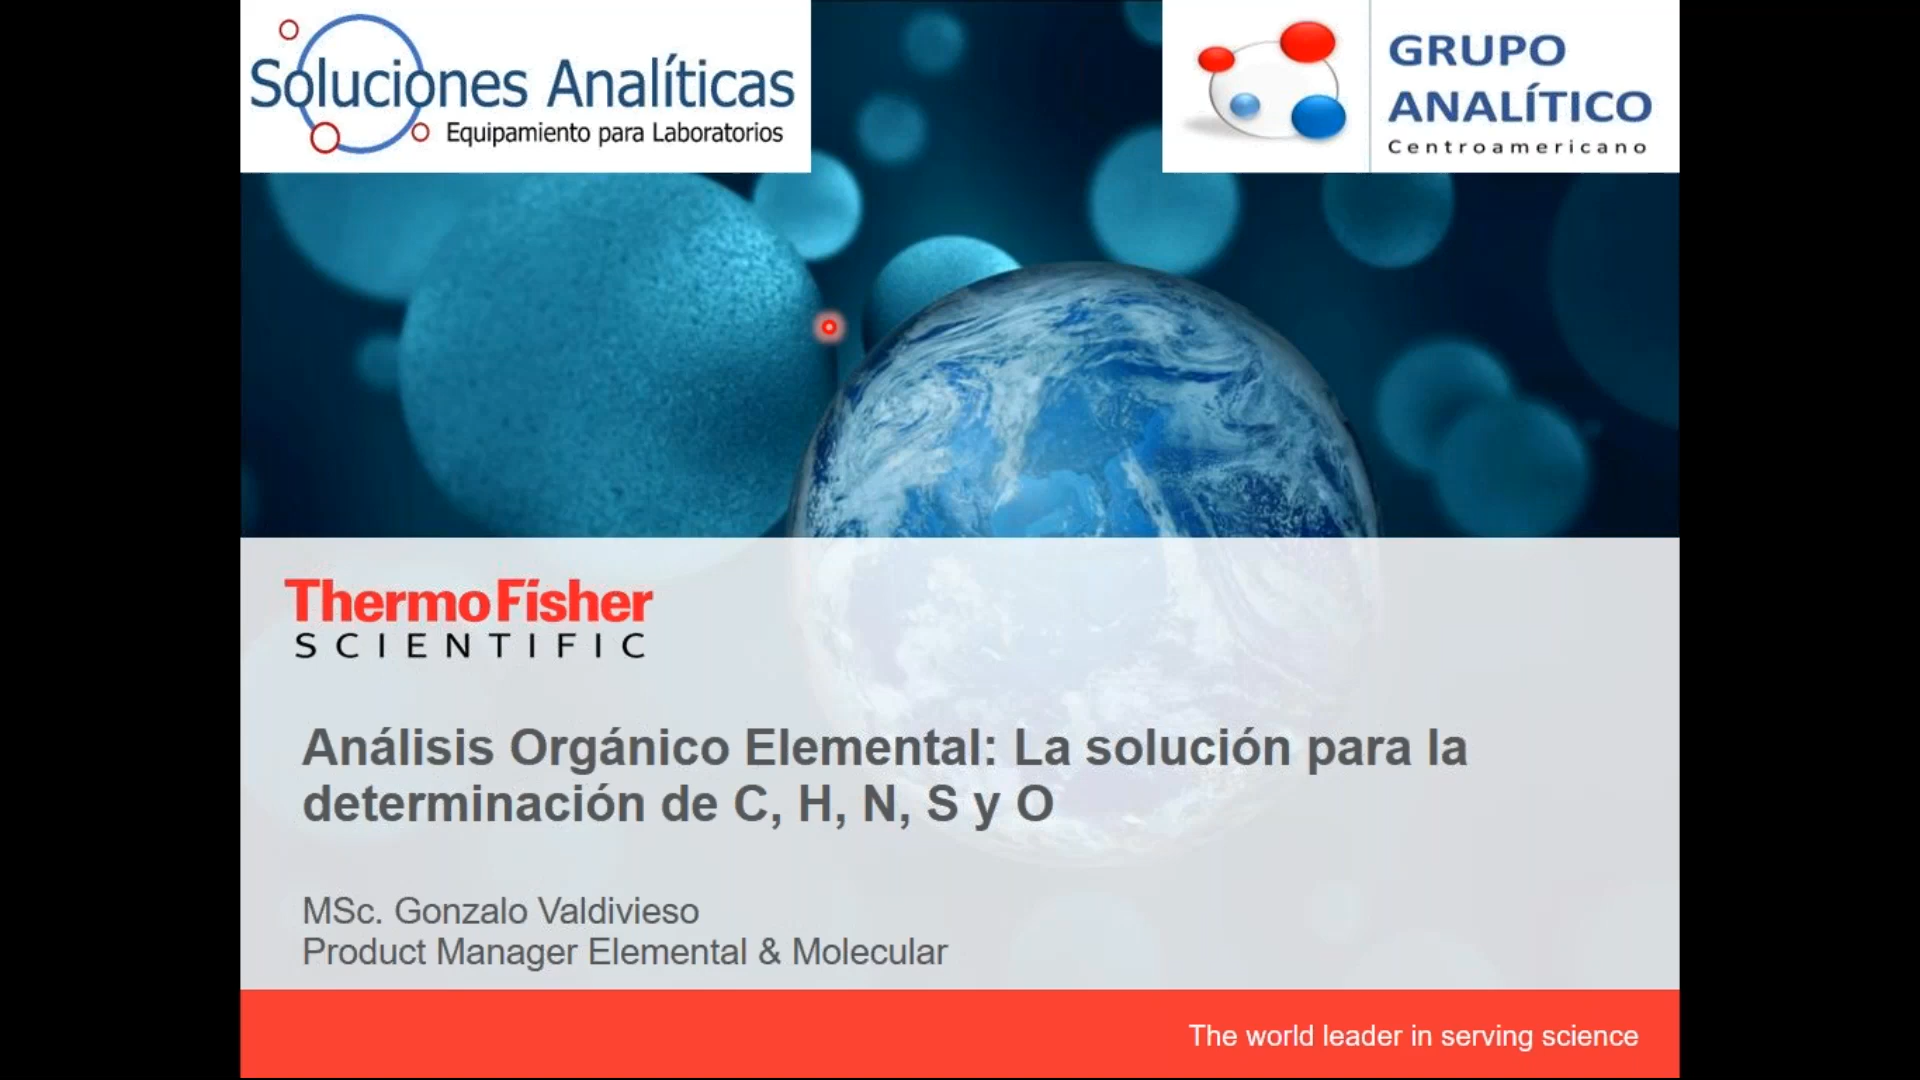 Soluciones Analíticas
Equipamiento para Laboratorios
GRUPO
ANALÍTICO
Centroamericano
ThermoFisher
SCIENTIFIC
Análisis Orgánico Elemental: La solución para la
determinación de C, H, N, S y O
MSc. Gonzalo Valdivieso
Product Manager Elemental & Molecular
The world leader in serving science